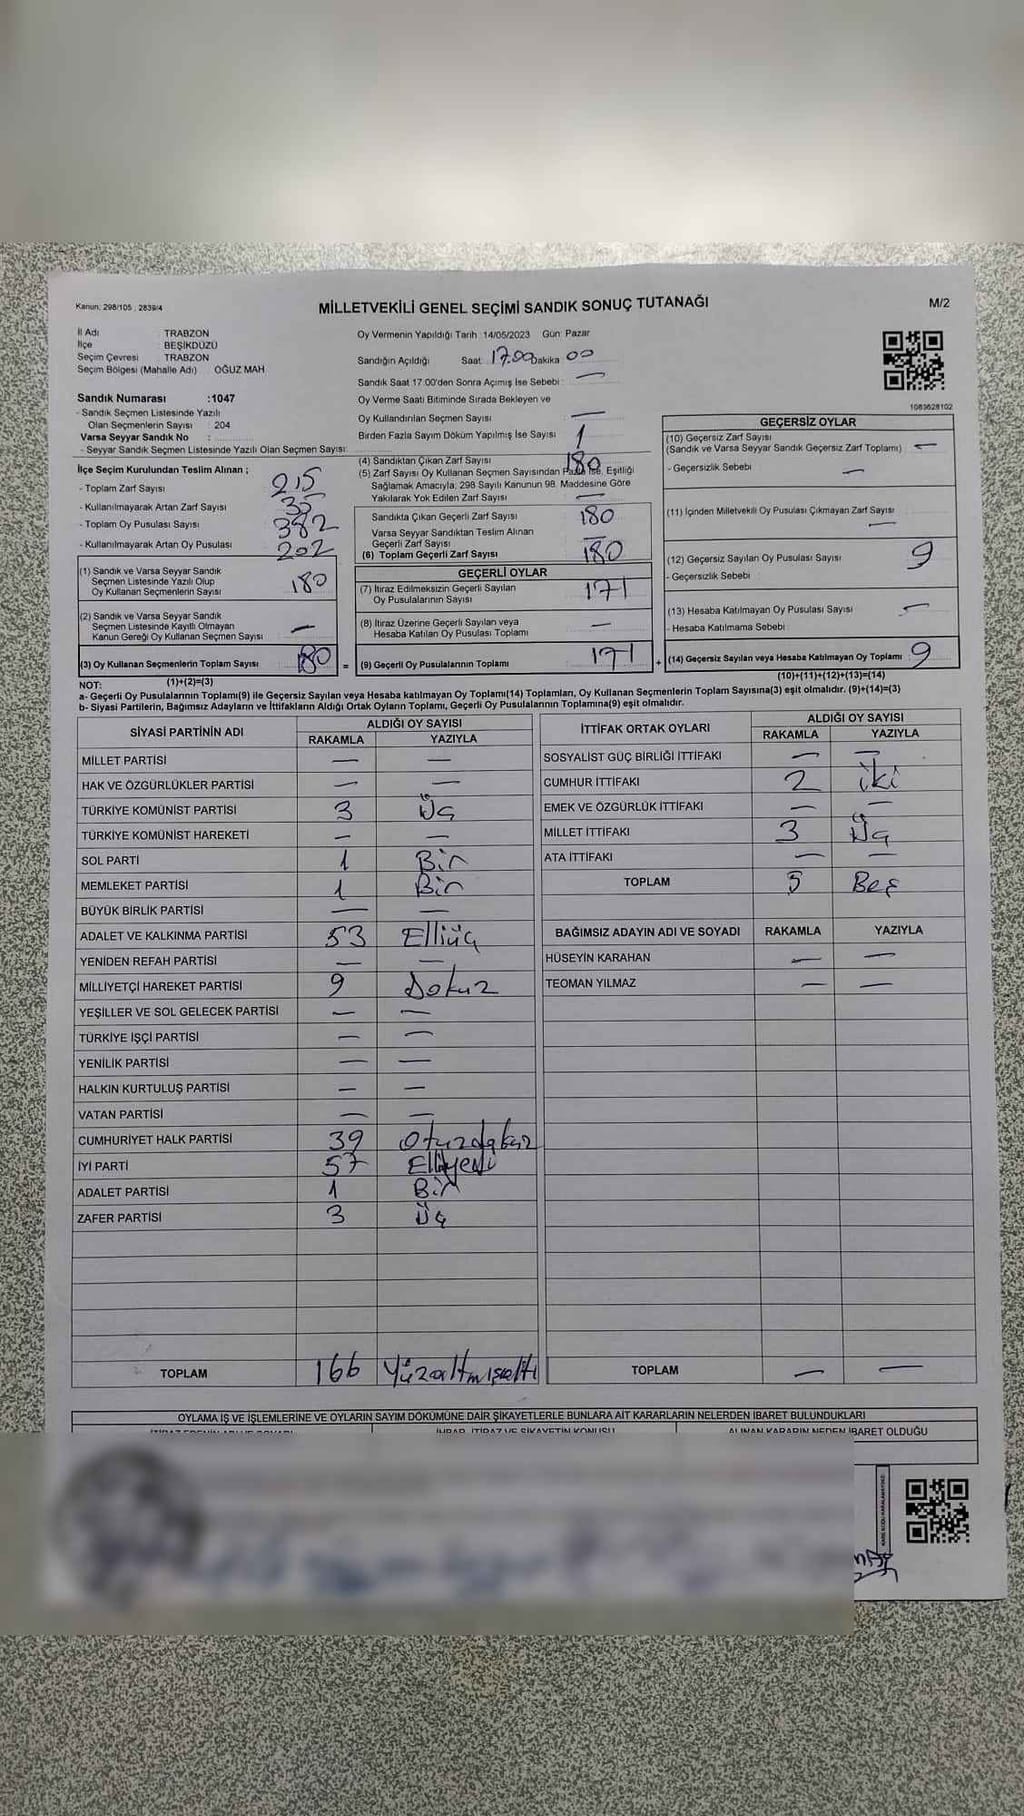 Kanun: 298/105 , 2839/4
MİLLETVEKİLİ GENEL SEÇİMİ SANDIK SONUÇ TUTANAĞI
M/2
İl Adı TRABZON
İlçe BEŞİKDÜZÜ
Seçim Çevresi TRABZON
Seçim Bölgesi (Mahalle Adı) OĞUZ MAH
Sandık Numarası :1047
- Sandık Seçmen Listesinde Yazılı
Olan Seçmenlerin Sayısı : 204
Varsa Seyyar Sandık No :
- Seyyar Sandık Seçmen Listesinde Yazılı Olan Seçmen Sayısı:
Oy Vermenin Yapıldığı Tarih 14/05/2023 Gün: Pazar
Sandığın Açıldığı Saat 17.00 Dakika 00
Sandık Saat 17.00'den Sonra Açımış İse Sebebi : —
Oy Verme Saati Bitiminde Sırada Bekleyen ve
Oy Kullandırılan Seçmen Sayısı —
Birden Fazla Sayım Döküm Yapılmış İse Sayısı 1
1083628102
İlçe Seçim Kurulundan Teslim Alınan ;
- Toplam Zarf Sayısı 215
- Kullanılmayarak Artan Zarf Sayısı 35
- Toplam Oy Pusulası Sayısı 382
- Kullanılmayarak Artan Oy Pusulası 202
(1) Sandık ve Varsa Seyyar Sandık
Seçmen Listesinde Yazılı Olup
Oy Kullanan Seçmenlerin Sayısı 180
(2) Sandık ve Varsa Seyyar Sandık
Seçmen Listesinde Kayıtlı Olmayan
Kanun Gereği Oy Kullanan Seçmen Sayısı —
(3) Oy Kullanan Seçmenlerin Toplam Sayısı 180 =
(4) Sandıktan Çıkan Zarf Sayısı 180
(5) Zarf Sayısı Oy Kullanan Seçmen Sayısından Fazla İse, Eşitliği
Sağlamak Amacıyla; 298 Sayılı Kanunun 98. Maddesine Göre
Yakılarak Yok Edilen Zarf Sayısı —
Sandıkta Çıkan Geçerli Zarf Sayısı 180
Varsa Seyyar Sandıktan Teslim Alınan
Geçerli Zarf Sayısı —
(6) Toplam Geçerli Zarf Sayısı 180
GEÇERLİ OYLAR
(7) İtiraz Edilmeksizin Geçerli Sayılan
Oy Pusulalarının Sayısı 171
(8) İtiraz Üzerine Geçerli Sayılan veya
Hesaba Katılan Oy Pusulası Toplamı —
(9) Geçerli Oy Pusulalarının Toplamı 171 +
GEÇERSİZ OYLAR
(10) Geçersiz Zarf Sayısı
(Sandık ve Varsa Seyyar Sandık Geçersiz Zarf Toplamı) —
- Geçersizlik Sebebi —
(11) İçinden Milletvekili Oy Pusulası Çıkmayan Zarf Sayısı —
(12) Geçersiz Sayılan Oy Pusulası Sayısı 9
- Geçersizlik Sebebi
(13) Hesaba Katılmayan Oy Pusulası Sayısı —
- Hesaba Katılmama Sebebi
(14) Geçersiz Sayılan veya Hesaba Katılmayan Oy Toplamı 9
NOT: (1)+(2)=(3) (10)+(11)+(12)+(13)=(14)
a- Geçerli Oy Pusulalarının Toplamı(9) ile Geçersiz Sayılan veya Hesaba katılmayan Oy Toplamı(14) Toplamları, Oy Kullanan Seçmenlerin Toplam Sayısına(3) eşit olmalıdır. (9)+(14)=(3)
b- Siyasi Partilerin, Bağımsız Adayların ve İttifakların Aldığı Ortak Oyların Toplamı, Geçerli Oy Pusulalarının Toplamına(9) eşit olmalıdır.
SİYASİ PARTİNİN ADI ALDIĞI OY SAYISI
RAKAMLA YAZIYLA
MİLLET PARTİSİ — —
HAK VE ÖZGÜRLÜKLER PARTİSİ — —
TÜRKİYE KOMÜNİST PARTİSİ 3 Üç
TÜRKİYE KOMÜNİST HAREKETİ — —
SOL PARTİ 1 Bir
MEMLEKET PARTİSİ 1 Bir
BÜYÜK BİRLİK PARTİSİ — —
ADALET VE KALKINMA PARTİSİ 53 Elliüç
YENİDEN REFAH PARTİSİ — —
MİLLİYETÇİ HAREKET PARTİSİ 9 Dokuz
YEŞİLLER VE SOL GELECEK PARTİSİ — —
TÜRKİYE İŞÇİ PARTİSİ — —
YENİLİK PARTİSİ — —
HALKIN KURTULUŞ PARTİSİ — —
VATAN PARTİSİ — —
CUMHURİYET HALK PARTİSİ 39 Otuzdokuz
İYİ PARTİ 57 Elliyedi
ADALET PARTİSİ 1 Bir
ZAFER PARTİSİ 3 Üç
TOPLAM 166 Yüzaltmışaltı
İTTİFAK ORTAK OYLARI ALDIĞI OY SAYISI
RAKAMLA YAZIYLA
SOSYALİST GÜÇ BİRLİĞİ İTTİFAKI — —
CUMHUR İTTİFAKI 2 İki
EMEK VE ÖZGÜRLÜK İTTİFAKI — —
MİLLET İTTİFAKI 3 Üç
ATA İTTİFAKI — —
TOPLAM 5 Beş
BAĞIMSIZ ADAYIN ADI VE SOYADI RAKAMLA YAZIYLA
HÜSEYİN KARAHAN — —
TEOMAN YILMAZ — —
TOPLAM — —
OYLAMA İŞ VE İŞLEMLERİNE VE OYLARIN SAYIM DÖKÜMÜNE DAİR ŞİKAYETLERLE BUNLARA AİT KARARLARIN NELERDEN İBARET BULUNDUKLARI
İHBAR, İTİRAZ VE ŞİKAYETİN KONUSU ALINAN KARARIN NEDEN İBARET OLDUĞU